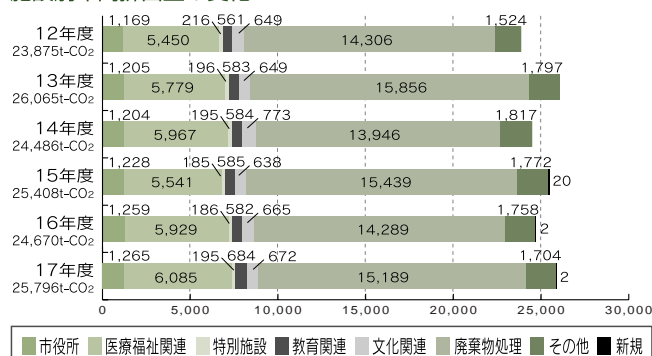 12年度
23,875t-CO₂
1,169 216 561 649 1,524
5,450 14,306
13年度
26,065t-CO₂
1,205 196 583 649 1,797
5,779 15,856
14年度
24,486t-CO₂
1,204 195 584 773 1,817
5,967 13,946
15年度
25,408t-CO₂
1,228 185 585 638 1,772
5,541 15,439 20
16年度
24,670t-CO₂
1,259 186 582 665 1,758
5,929 14,289 2
17年度
25,796t-CO₂
1,265 195 684 672 1,704
6,085 15,189 2
0 5,000 10,000 15,000 20,000 25,000 30,000
市役所 医療福祉関連 特別施設 教育関連 文化関連 廃棄物処理 その他 新規